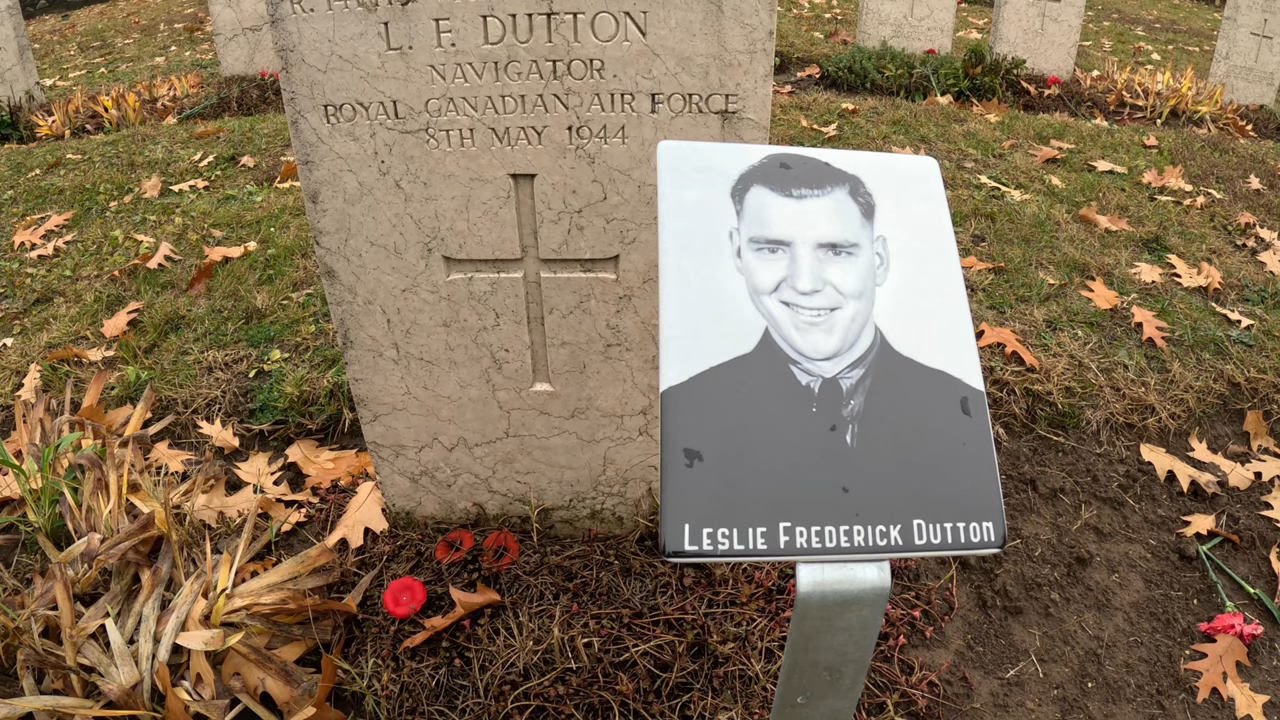 L. F. DUTTON
NAVIGATOR
ROYAL CANADIAN AIR FORCE
8TH MAY 1944
LESLIE FREDERICK DUTTON